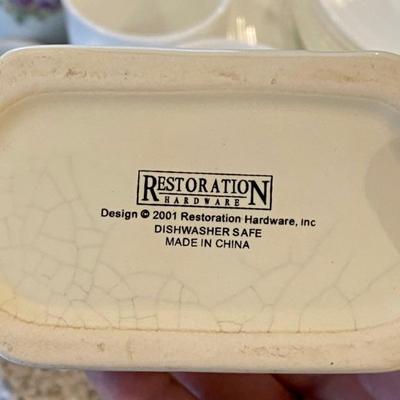 RESTORATION
HARDWARE
Design © 2001 Restoration Hardware, Inc
DISHWASHER SAFE
MADE IN CHINA